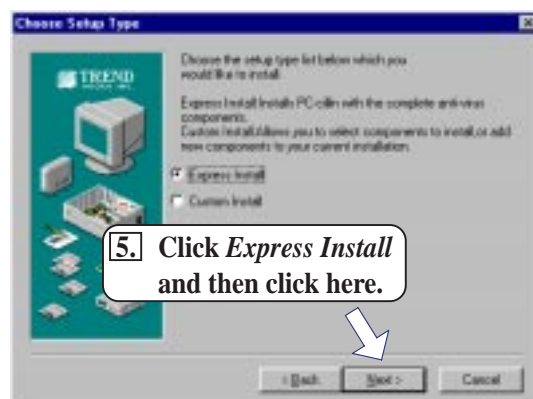 Choose Setup Type
TREND
MICRO INC.
Choose the setup type list below which you
would like to install.
Express Install:Installs PC-cillin with the complete anti-virus
components.
Custom Install:Allows you to select components to install, or add
new components to your current installation.
Express Install
Custom Install
5. Click Express Install
and then click here.
< Back
Next >
Cancel